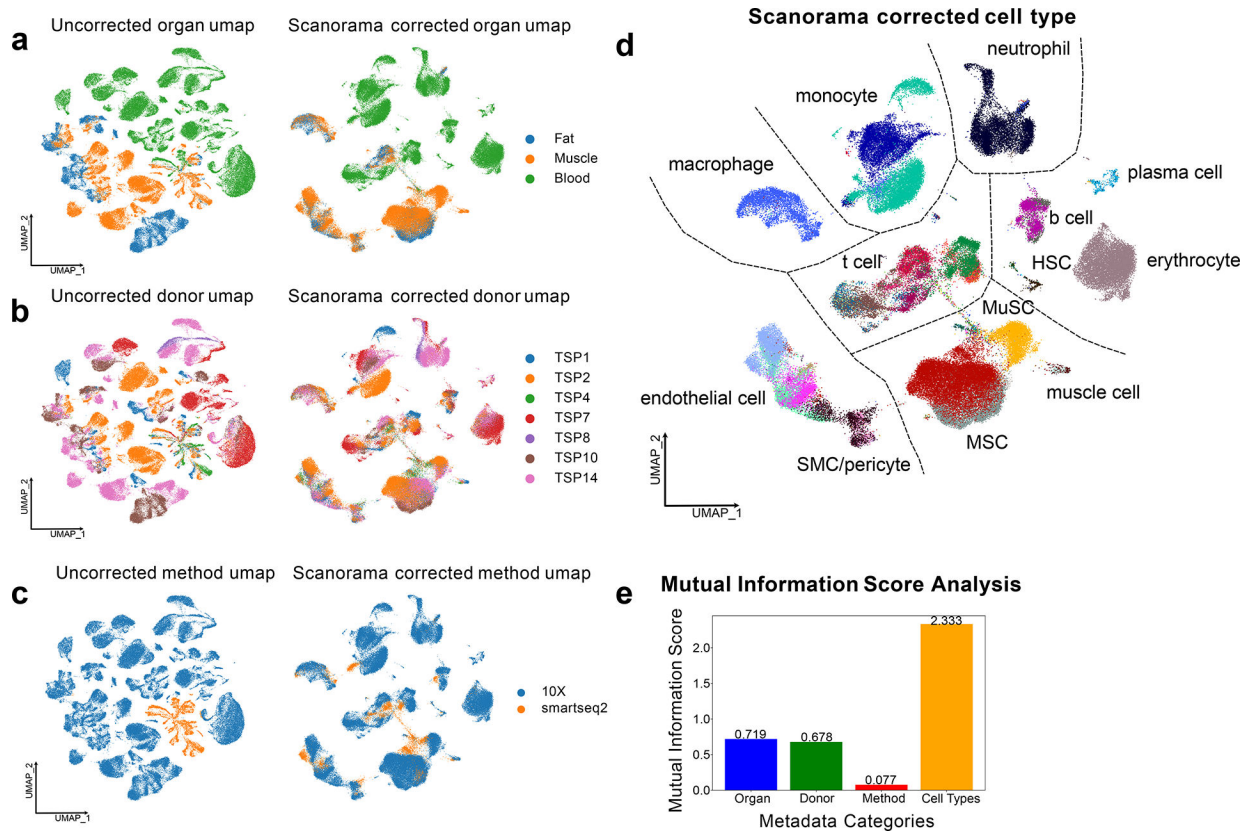 a
Uncorrected organ umap
Scanorama corrected organ umap
Fat
Muscle
Blood
UMAP_2
UMAP_1
b
Uncorrected donor umap
Scanorama corrected donor umap
TSP1
TSP2
TSP4
TSP7
TSP8
TSP10
TSP14
UMAP_2
UMAP_1
c
Uncorrected method umap
Scanorama corrected method umap
10X
smartseq2
UMAP_2
UMAP_1
Scanorama corrected cell type
d
neutrophil
monocyte
macrophage
plasma cell
b cell
t cell
HSC
erythrocyte
MuSC
endothelial cell
muscle cell
MSC
SMC/pericyte
UMAP_2
UMAP_1
e
Mutual Information Score Analysis
Mutual Information Score
2.0
1.5
1.0
0.5
0.0
0.719
0.678
0.077
2.333
Organ
Donor
Method
Cell Types
Metadata Categories